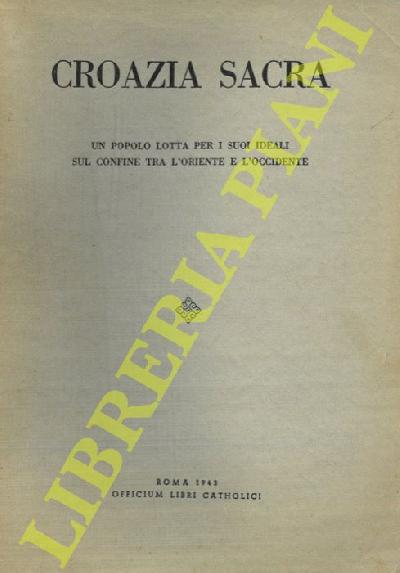 CROAZIA SACRA
UN POPOLO LOTTA PER I SUOI IDEALI
SUL CONFINE TRA L'ORIENTE E L'OCCIDENTE
ROMA 1943
OFFICIUM LIBRI CATHOLICI
LIBRERIA PIANI